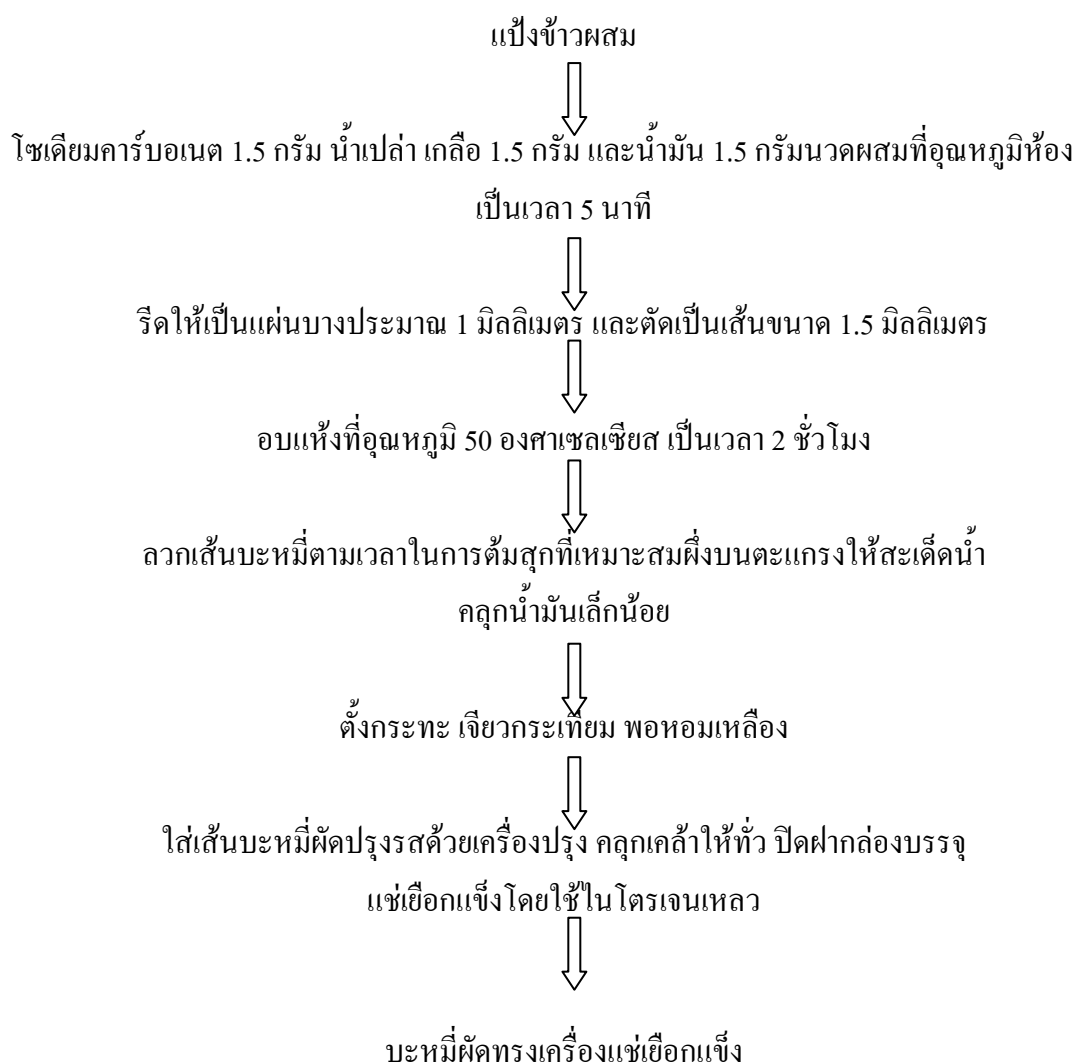 แป้งข้าวผสม
โซเดียมคาร์บอเนต 1.5 กรัม น้ำเปล่า เกลือ 1.5 กรัม และน้ำมัน 1.5 กรัมนวดผสมที่อุณหภูมิห้อง
เป็นเวลา 5 นาที
รีดให้เป็นแผ่นบางประมาณ 1 มิลลิเมตร และตัดเป็นเส้นขนาด 1.5 มิลลิเมตร
อบแห้งที่อุณหภูมิ 50 องศาเซลเซียส เป็นเวลา 2 ชั่วโมง
ลวกเส้นบะหมี่ตามเวลาในการต้มสุกที่เหมาะสมผึ่งบนตะแกรงให้สะเด็ดน้ำ
คลุกน้ำมันเล็กน้อย
ตั้งกระทะ เจียวกระเทียม พอหอมเหลือง
ใส่เส้นบะหมี่ผัดปรุงรสด้วยเครื่องปรุง คลุกเคล้าให้ทั่ว ปิดฝากล่องบรรจุ
แช่เยือกแข็งโดยใช้ไนโตรเจนเหลว
บะหมี่ผัดทรงเครื่องแช่เยือกแข็ง